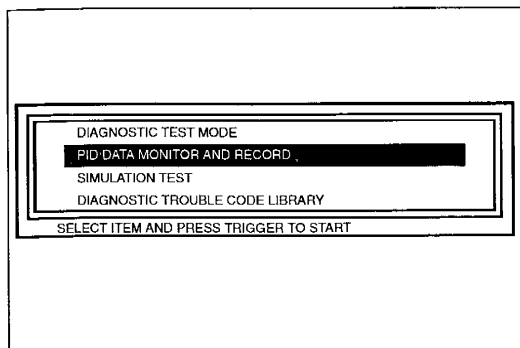 DIAGNOSTIC TEST MODE
PID·DATA MONITOR AND RECORD
SIMULATION TEST
DIAGNOSTIC TROUBLE CODE LIBRARY
SELECT ITEM AND PRESS TRIGGER TO START